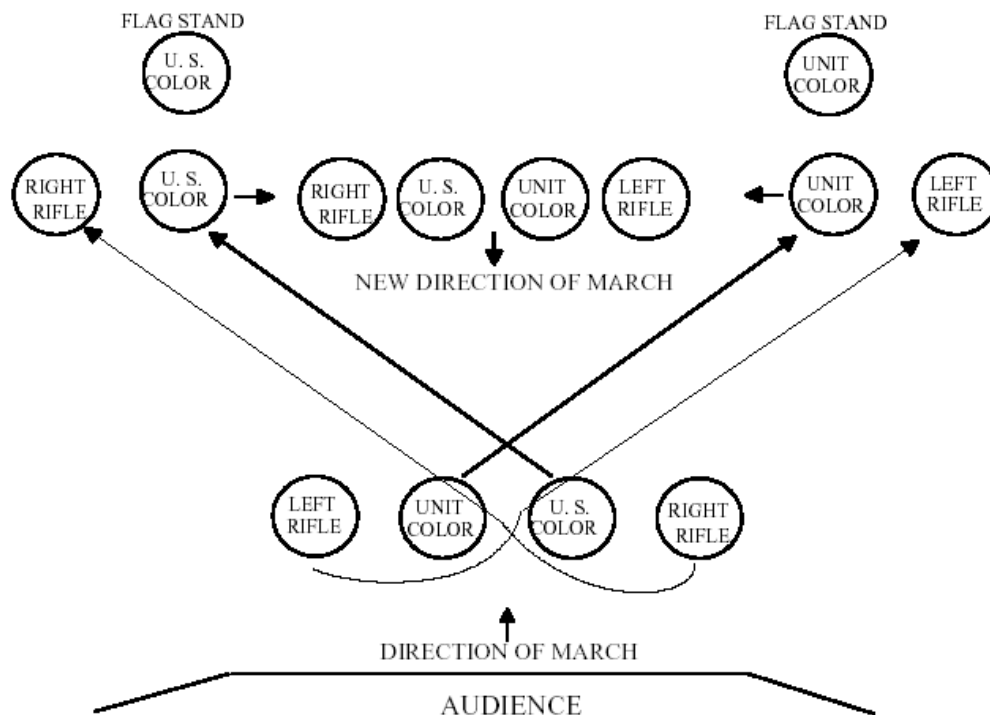 FLAG STAND
U. S.
COLOR
FLAG STAND
UNIT
COLOR
RIGHT
RIFLE
U. S.
COLOR
RIGHT
RIFLE
U. S.
COLOR
UNIT
COLOR
LEFT
RIFLE
UNIT
COLOR
LEFT
RIFLE
NEW DIRECTION OF MARCH
LEFT
RIFLE
UNIT
COLOR
U. S.
COLOR
RIGHT
RIFLE
DIRECTION OF MARCH
AUDIENCE